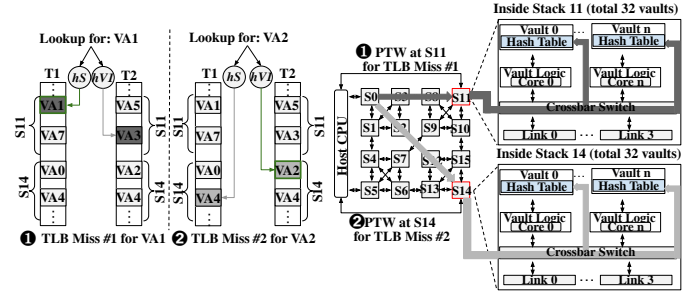 Lookup for: VA1
hS
hV1
T1
T2
VA1
VA7
VA0
VA4
VA5
VA3
VA2
VA4
S11
S14
S11
S14
❶ TLB Miss #1 for VA1
Lookup for: VA2
hS
hV1
T1
T2
VA1
VA7
VA0
VA4
VA5
VA3
VA2
VA4
S11
S14
S11
S14
❷ TLB Miss #2 for VA2
❶ PTW at S11
for TLB Miss #1
Host CPU
S0
S8
S11
S1
S9
S10
S4
S7
S15
S5
S6
S13
S14
❷PTW at S14
for TLB Miss #2
Inside Stack 11 (total 32 vaults)
Vault 0
Hash Table
Vault n
Hash Table
...
Vault Logic
Core 0
Vault Logic
Core n
Crossbar Switch
Link 0
...
Link 3
Inside Stack 14 (total 32 vaults)
Vault 0
Hash Table
Vault n
Hash Table
...
Vault Logic
Core 0
Vault Logic
Core n
Crossbar Switch
Link 0
...
Link 3